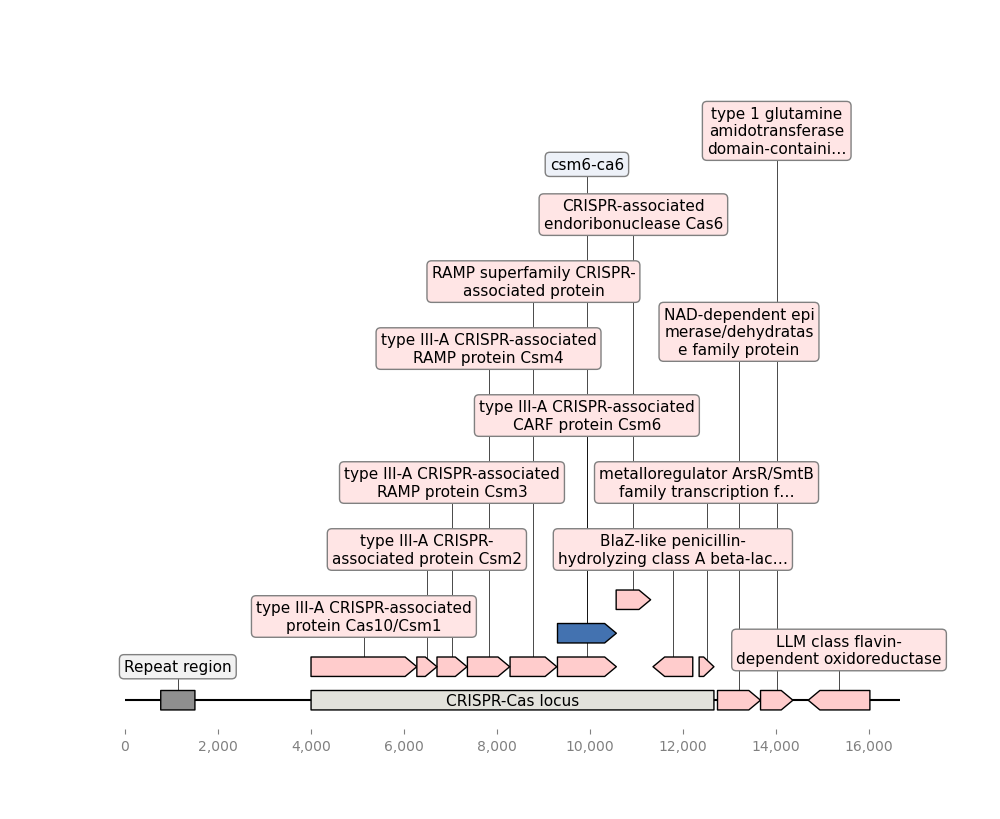 type 1 glutamine
amidotransferase
domain-containi…
csm6-ca6
CRISPR-associated
endoribonuclease Cas6
RAMP superfamily CRISPR-
associated protein
NAD-dependent epi
merase/dehydratas
e family protein
type III-A CRISPR-associated
RAMP protein Csm4
type III-A CRISPR-associated
CARF protein Csm6
type III-A CRISPR-associated
RAMP protein Csm3
metalloregulator ArsR/SmtB
family transcription f…
type III-A CRISPR-
associated protein Csm2
BlaZ-like penicillin-
hydrolyzing class A beta-lac…
type III-A CRISPR-associated
protein Cas10/Csm1
LLM class flavin-
dependent oxidoreductase
Repeat region
CRISPR-Cas locus
0 2,000 4,000 6,000 8,000 10,000 12,000 14,000 16,000